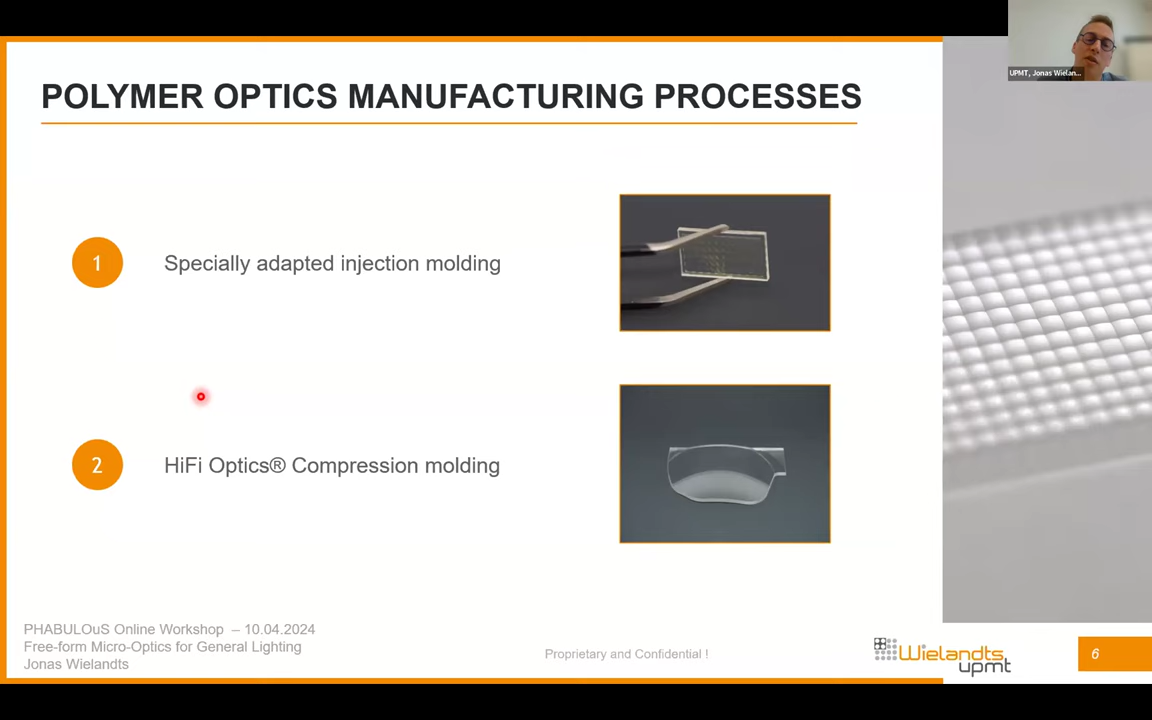 UPMT, Jonas Wielan...
POLYMER OPTICS MANUFACTURING PROCESSES
1
Specially adapted injection molding
2
HiFi Optics® Compression molding
PHABULOuS Online Workshop – 10.04.2024
Free-form Micro-Optics for General Lighting
Jonas Wielandts
Proprietary and Confidential !
Wielandts
upmt
6